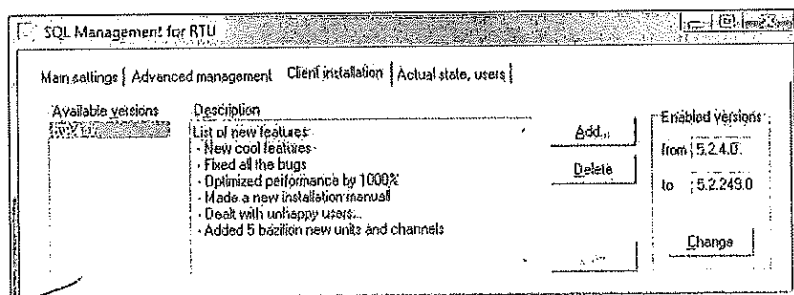 SQL Management for RTU
Main settings Advanced management Client installation Actual state, users
Available versions
Description
List of new features:
- New cool features
- Fixed all the bugs
- Optimized performance by 1000%
- Made a new installation manual
- Dealt with unhappy users...
- Added 5 bazilion new units and channels
Add...
Delete
Enabled versions
from 5.2.4.0.
to 5.2.249.0
Change